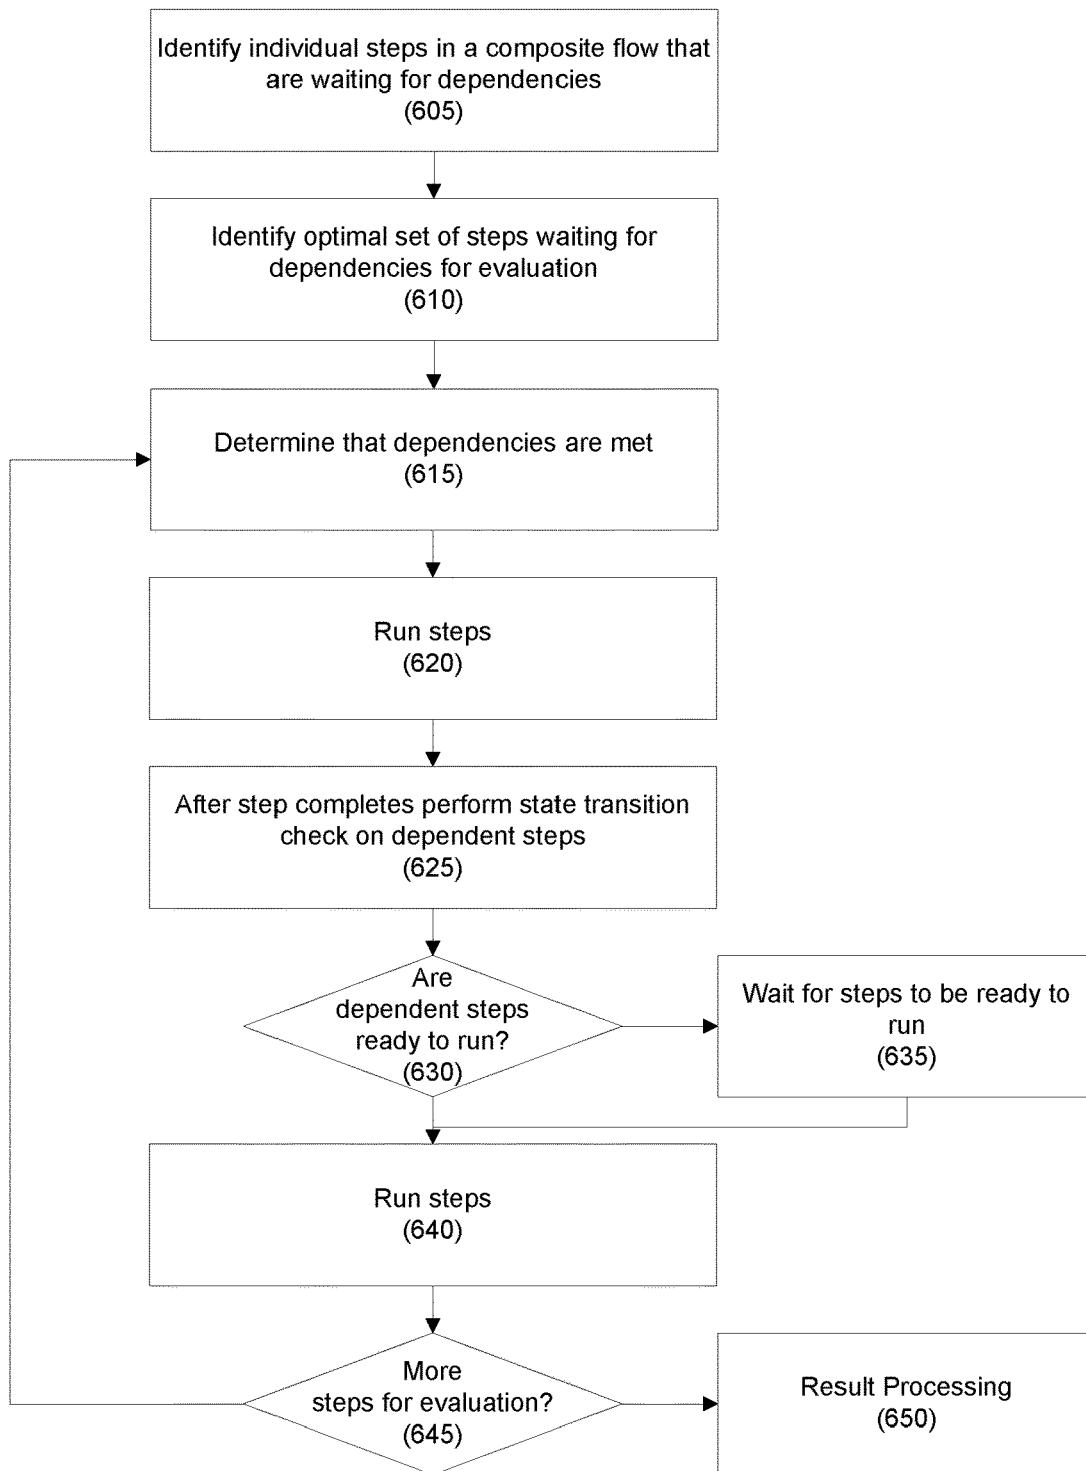 Identify individual steps in a composite flow that
are waiting for dependencies
(605)
Identify optimal set of steps waiting for
dependencies for evaluation
(610)
Determine that dependencies are met
(615)
Run steps
(620)
After step completes perform state transition
check on dependent steps
(625)
Are
dependent steps
ready to run?
(630)
Wait for steps to be ready to
run
(635)
Run steps
(640)
More
steps for evaluation?
(645)
Result Processing
(650)